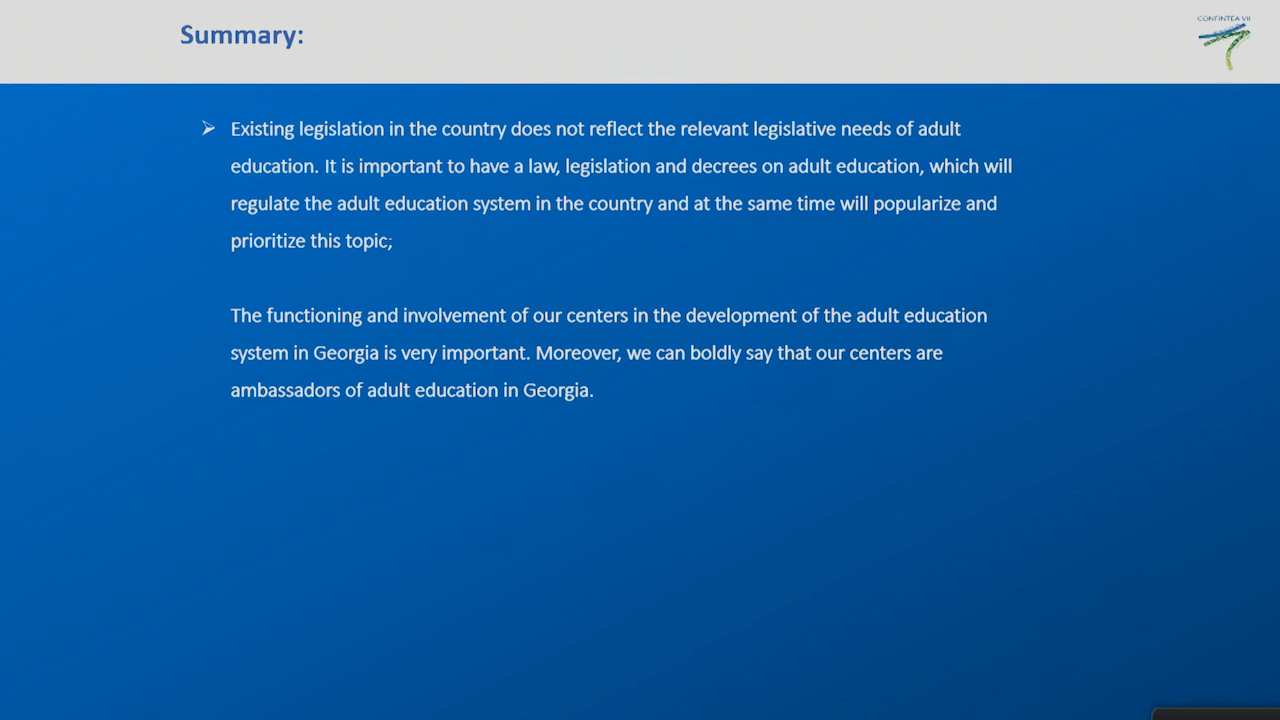 Summary:
CONFINTEA VII
Existing legislation in the country does not reflect the relevant legislative needs of adult
education. It is important to have a law, legislation and decrees on adult education, which will
regulate the adult education system in the country and at the same time will popularize and
prioritize this topic;
The functioning and involvement of our centers in the development of the adult education
system in Georgia is very important. Moreover, we can boldly say that our centers are
ambassadors of adult education in Georgia.